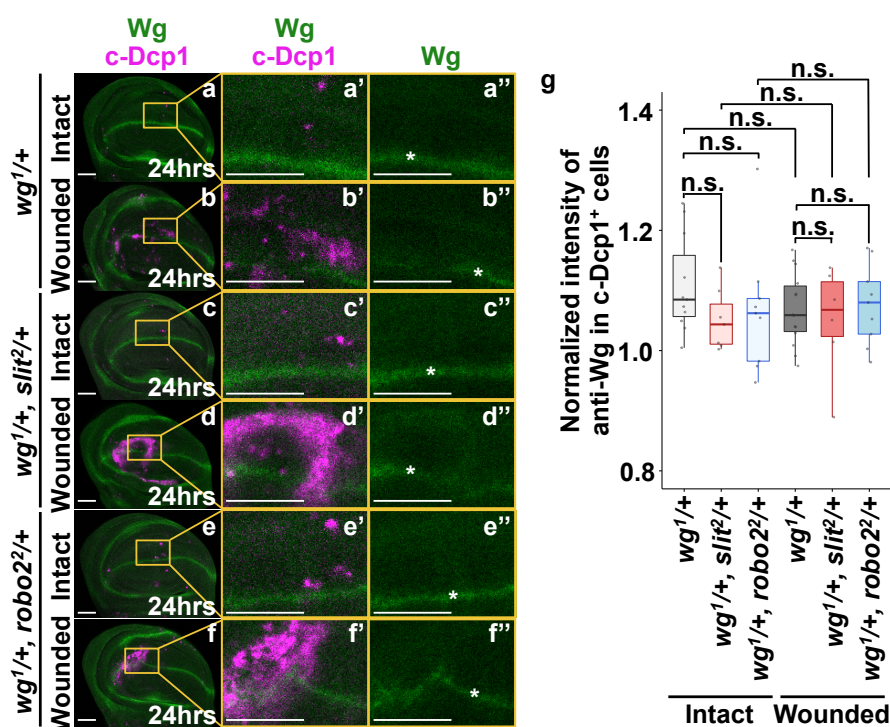 Wg
c-Dcp1
Wg
c-Dcp1
Wg
wg¹/+
Intact
a
24hrs
a’
a’’
*
Wounded
b
24hrs
b’
b’’
*
wg¹/+, slit²/+
Intact
c
24hrs
c’
c’’
*
Wounded
d
24hrs
d’
d’’
*
wg¹/+, robo2²/+
Intact
e
24hrs
e’
e’’
*
Wounded
f
24hrs
f’
f’’
*
g
Normalized intensity of
anti-Wg in c-Dcp1⁺ cells
1.4
1.2
1.0
0.8
n.s.
n.s.
n.s.
n.s.
n.s.
n.s.
n.s.
wg¹/+
wg¹/+, slit²/+
wg¹/+, robo2²/+
wg¹/+
wg¹/+, slit²/+
wg¹/+, robo2²/+
Intact
Wounded